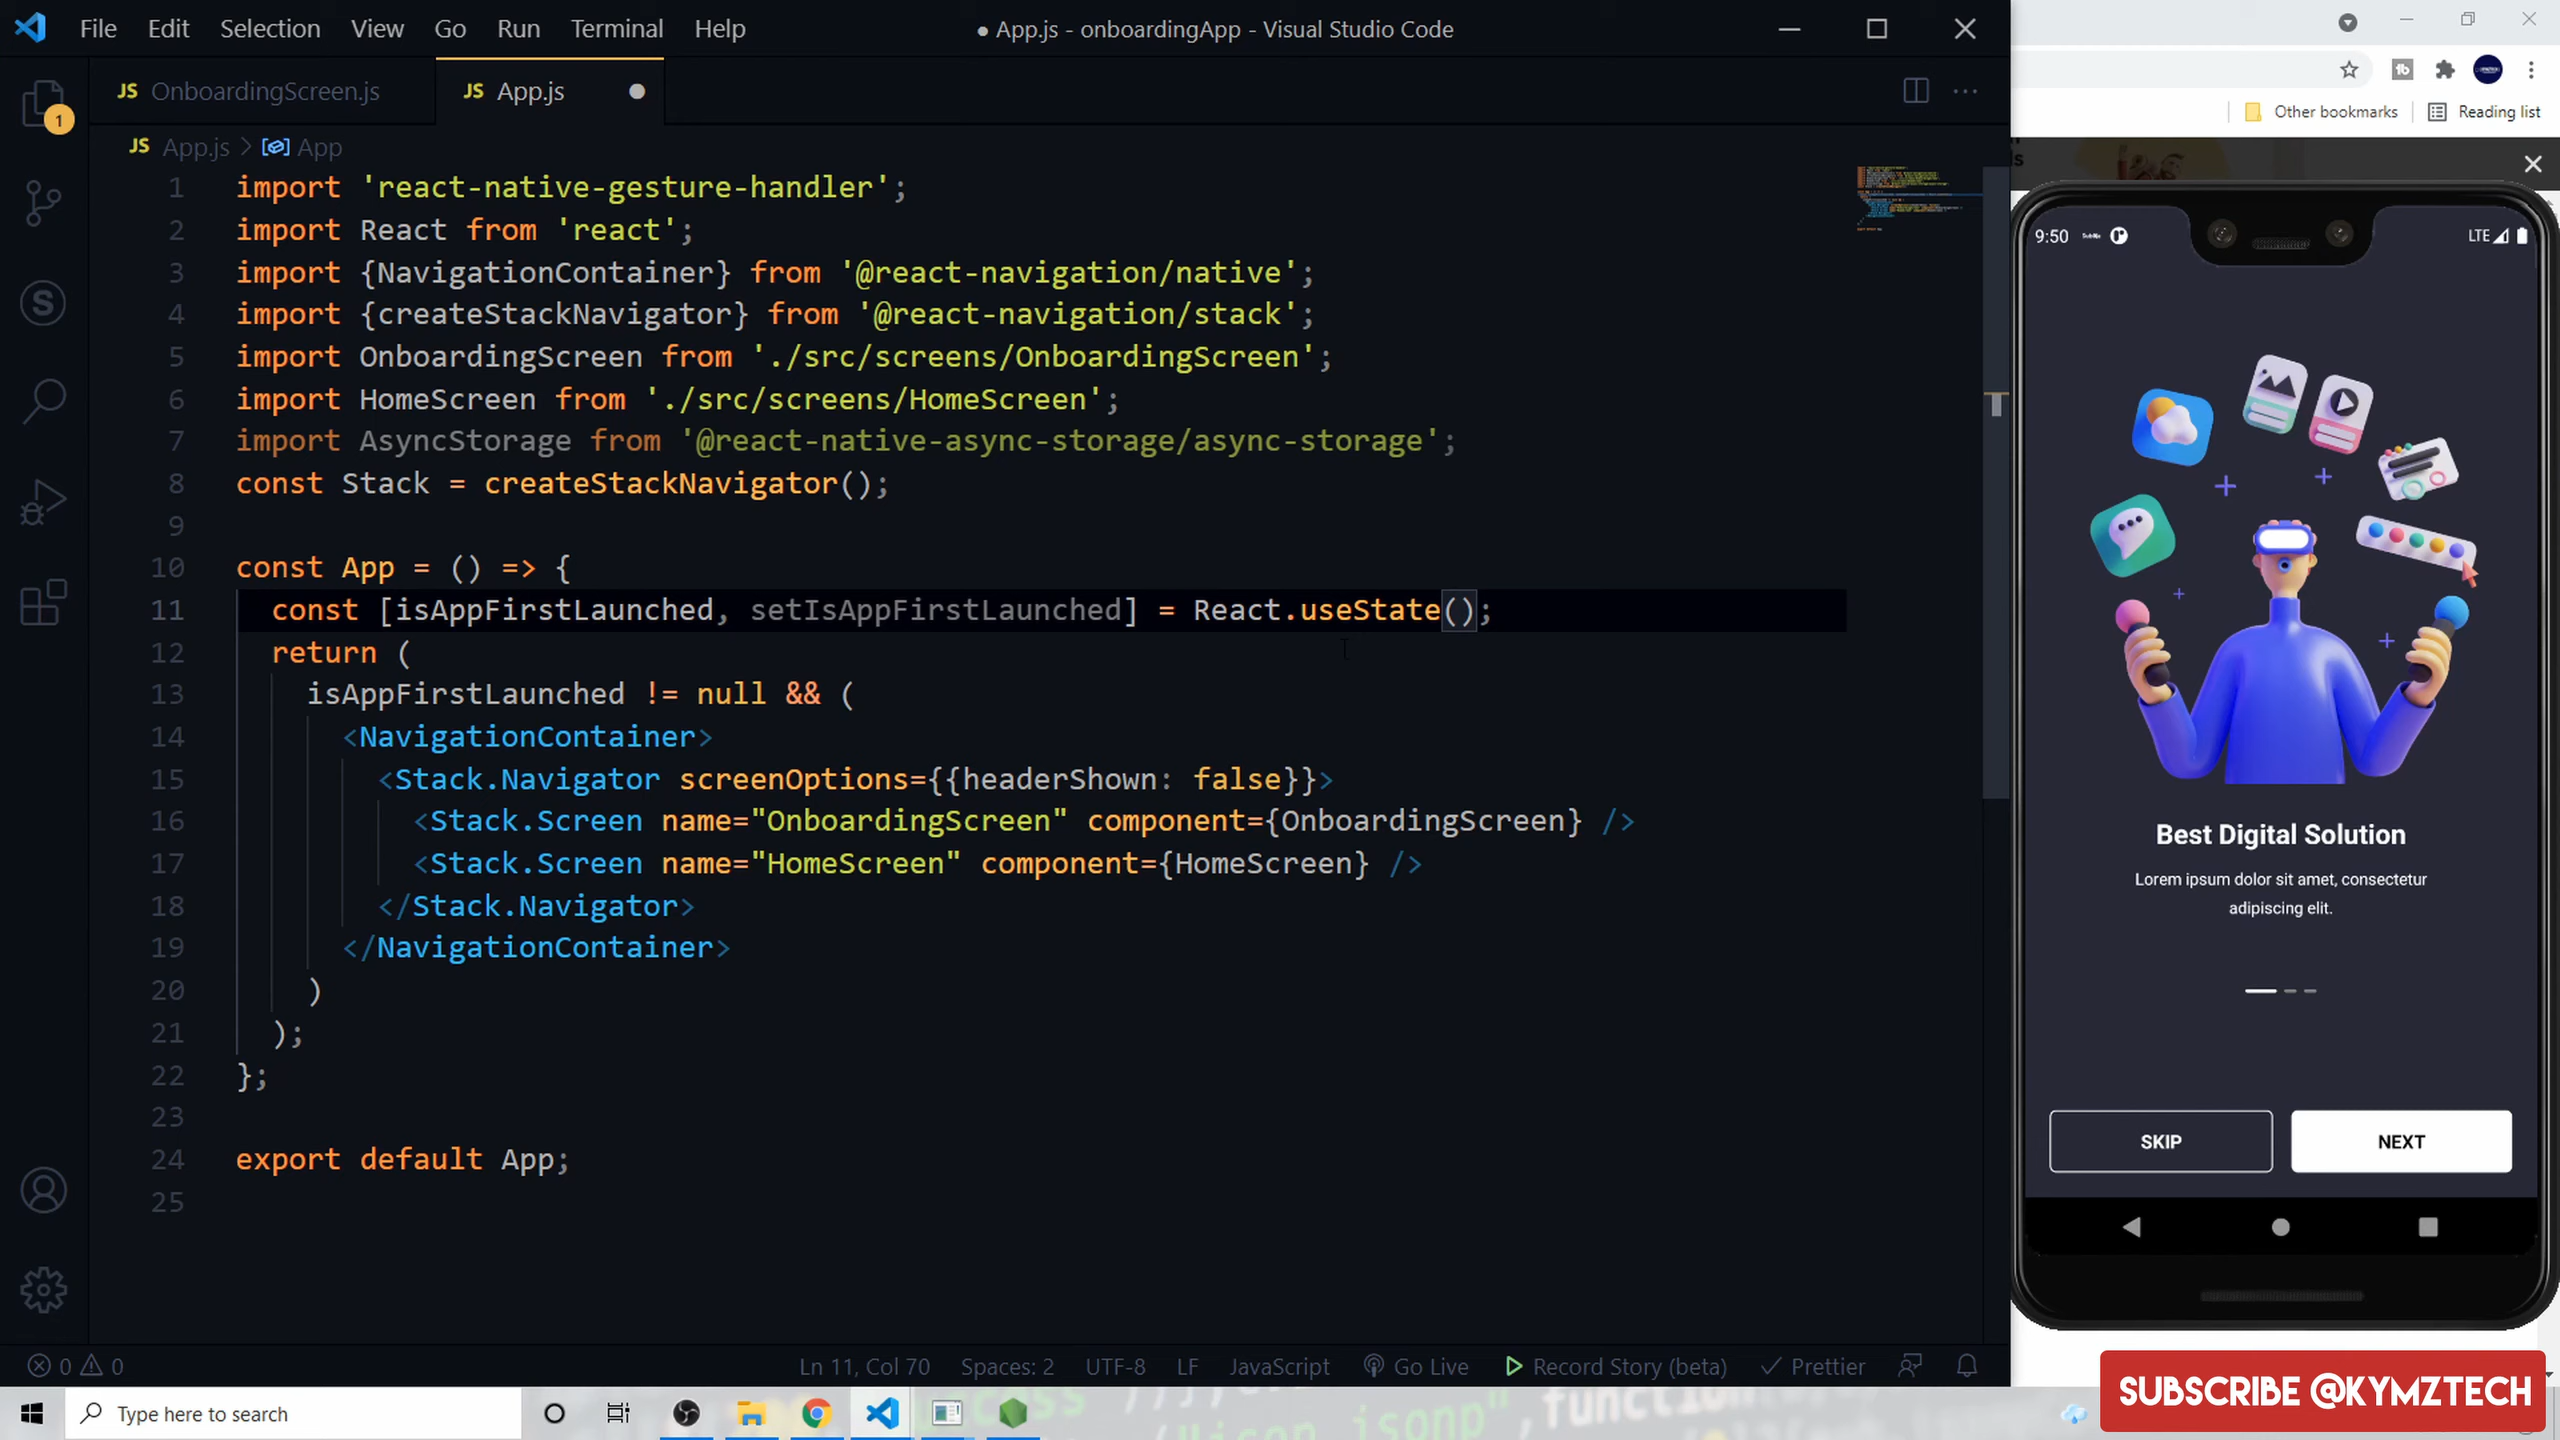 File Edit Selection View Go Run Terminal Help
● App.js - onboardingApp - Visual Studio Code
JS OnboardingScreen.js
JS App.js
1
JS App.js > App
1 import 'react-native-gesture-handler';
2 import React from 'react';
3 import {NavigationContainer} from '@react-navigation/native';
4 import {createStackNavigator} from '@react-navigation/stack';
5 import OnboardingScreen from './src/screens/OnboardingScreen';
6 import HomeScreen from './src/screens/HomeScreen';
7 import AsyncStorage from '@react-native-async-storage/async-storage';
8 const Stack = createStackNavigator();
9
10 const App = () => {
11 const [isAppFirstLaunched, setIsAppFirstLaunched] = React.useState();
12 return (
13 isAppFirstLaunched != null && (
14 <NavigationContainer>
15 <Stack.Navigator screenOptions={{headerShown: false}}>
16 <Stack.Screen name="OnboardingScreen" component={OnboardingScreen} />
17 <Stack.Screen name="HomeScreen" component={HomeScreen} />
18 </Stack.Navigator>
19 </NavigationContainer>
20 )
21 );
22 };
23
24 export default App;
25
0 0
Ln 11, Col 70 Spaces: 2 UTF-8 LF JavaScript Go Live Record Story (beta) Prettier
Type here to search
Other bookmarks Reading list
9:50 LTE
Best Digital Solution
Lorem ipsum dolor sit amet, consectetur
adipiscing elit.
SKIP NEXT
SUBSCRIBE @KYMZTECH